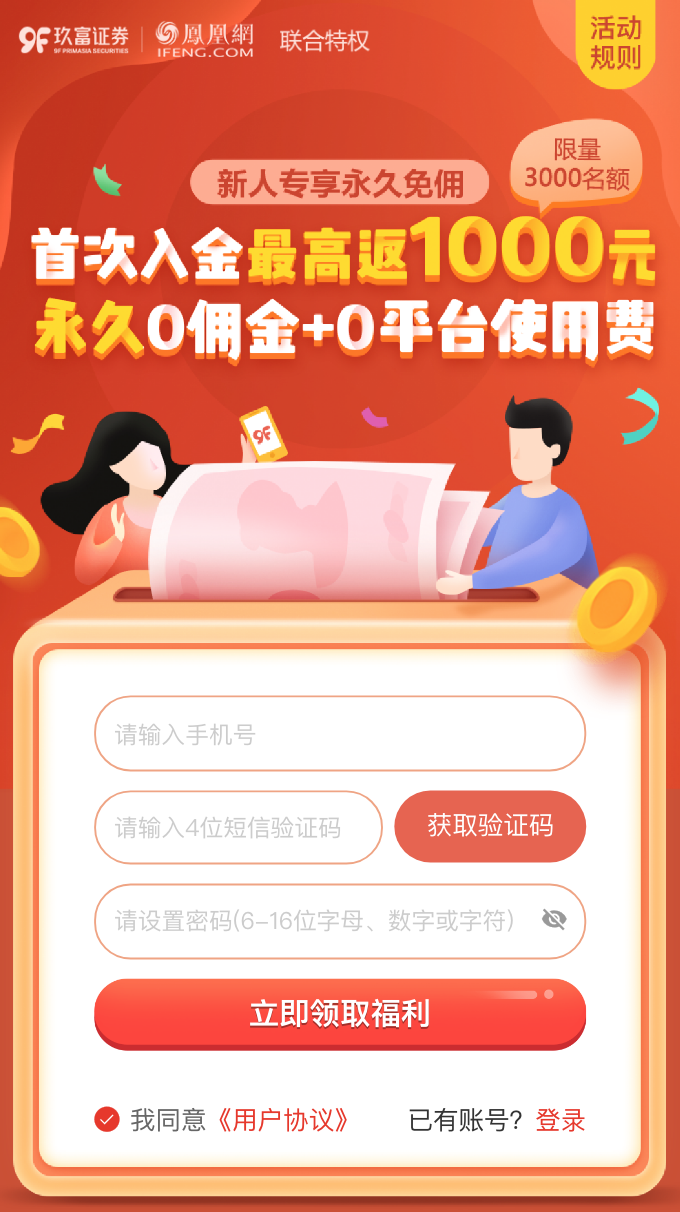 9F 玖富证券
9F PRIMASIA SECURITIES
鳳凰網
IFENG.COM
联合特权
活动
规则
限量
3000名额
新人专享永久免佣
首次入金最高返1000元
永久0佣金+0平台使用费
9F
请输入手机号
请输入4位短信验证码
获取验证码
请设置密码(6-16位字母、数字或字符)
立即领取福利
我同意《用户协议》
已有账号? 登录